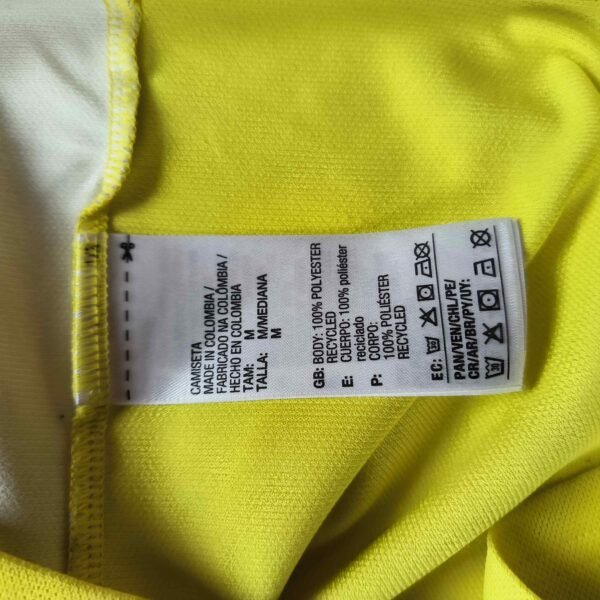 CAMISETA
MADE IN COLOMBIA/
FABRICADO NA COLÔMBIA/
HECHO EN COLOMBIA
TAM: M
TALLA: M/MEDIANA
M
GB: BODY: 100% POLYESTER
RECYCLED
E: CUERPO: 100% poliéster
reciclado
P: CORPO:
100% POLIÉSTER
RECYCLED
EC:
PAN/VEN/CHL/PE/
CR/AR/BR/PY/UY: